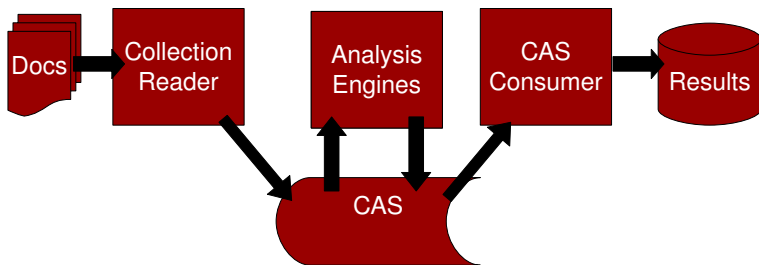 Docs
Collection
Reader
Analysis
Engines
CAS
Consumer
Results
CAS